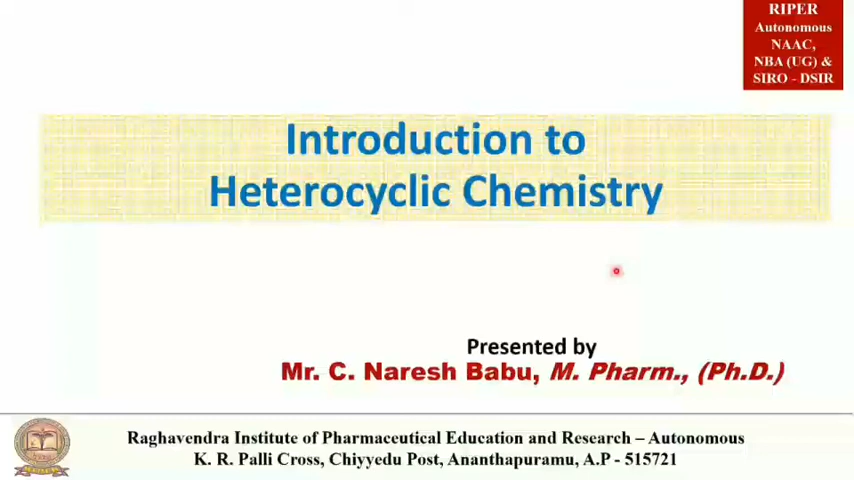 RIPER
Autonomous
NAAC,
NBA (UG) &
SIRO - DSIR
Introduction to
Heterocyclic Chemistry
Presented by
Mr. C. Naresh Babu, M. Pharm., (Ph.D.)
Raghavendra Institute of Pharmaceutical Education and Research – Autonomous
K. R. Palli Cross, Chiyyedu Post, Ananthapuramu, A.P - 515721